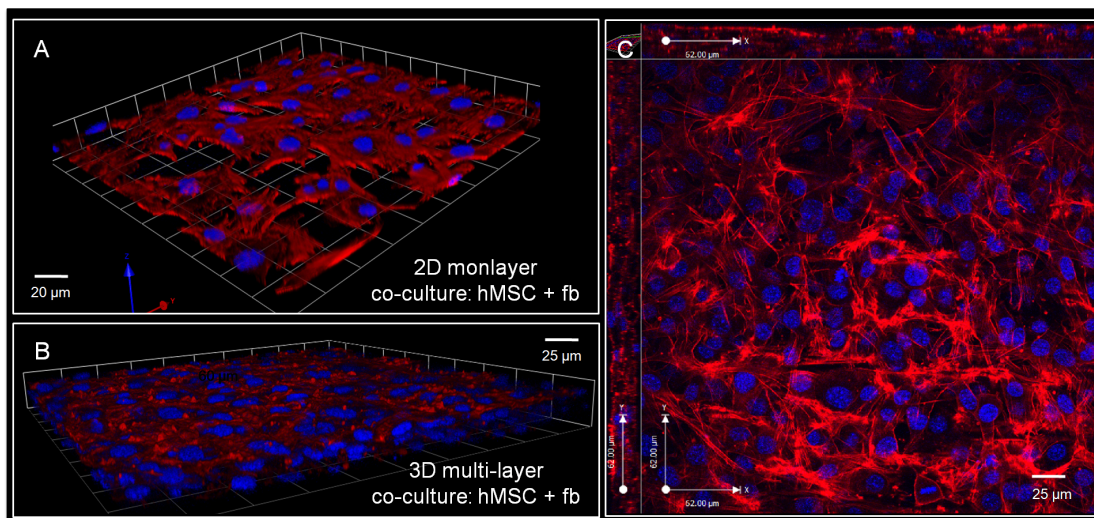 A
20 µm
2D monlayer
co-culture: hMSC + fb
B
25 µm
3D multi-layer
co-culture: hMSC + fb
C
X
62.00 µm
Y
62.00 µm
Y
62.00 µm
X
62.00 µm
25 µm